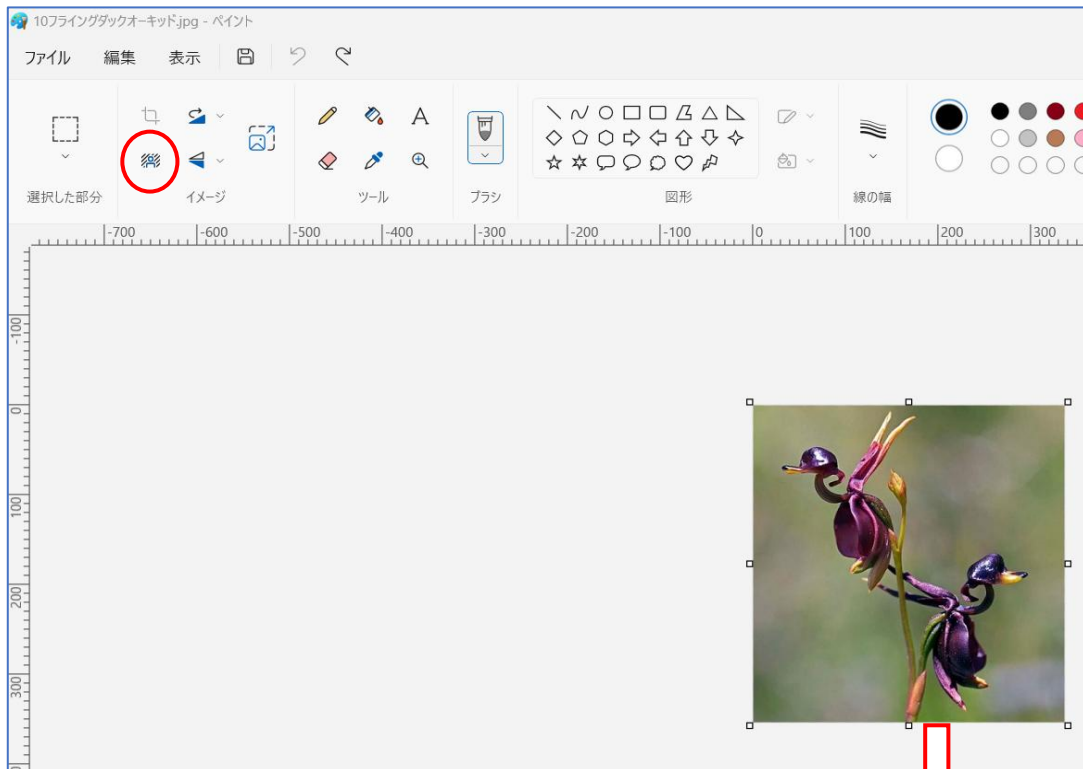 10フライングダックオーキッド.jpg - ペイント
ファイル 編集 表示
A
選択した部分 イメージ ツール ブラシ 図形 線の幅
-700 -600 -500 -400 -300 -200 -100 0 100 200 300
-100
0
100
200
300